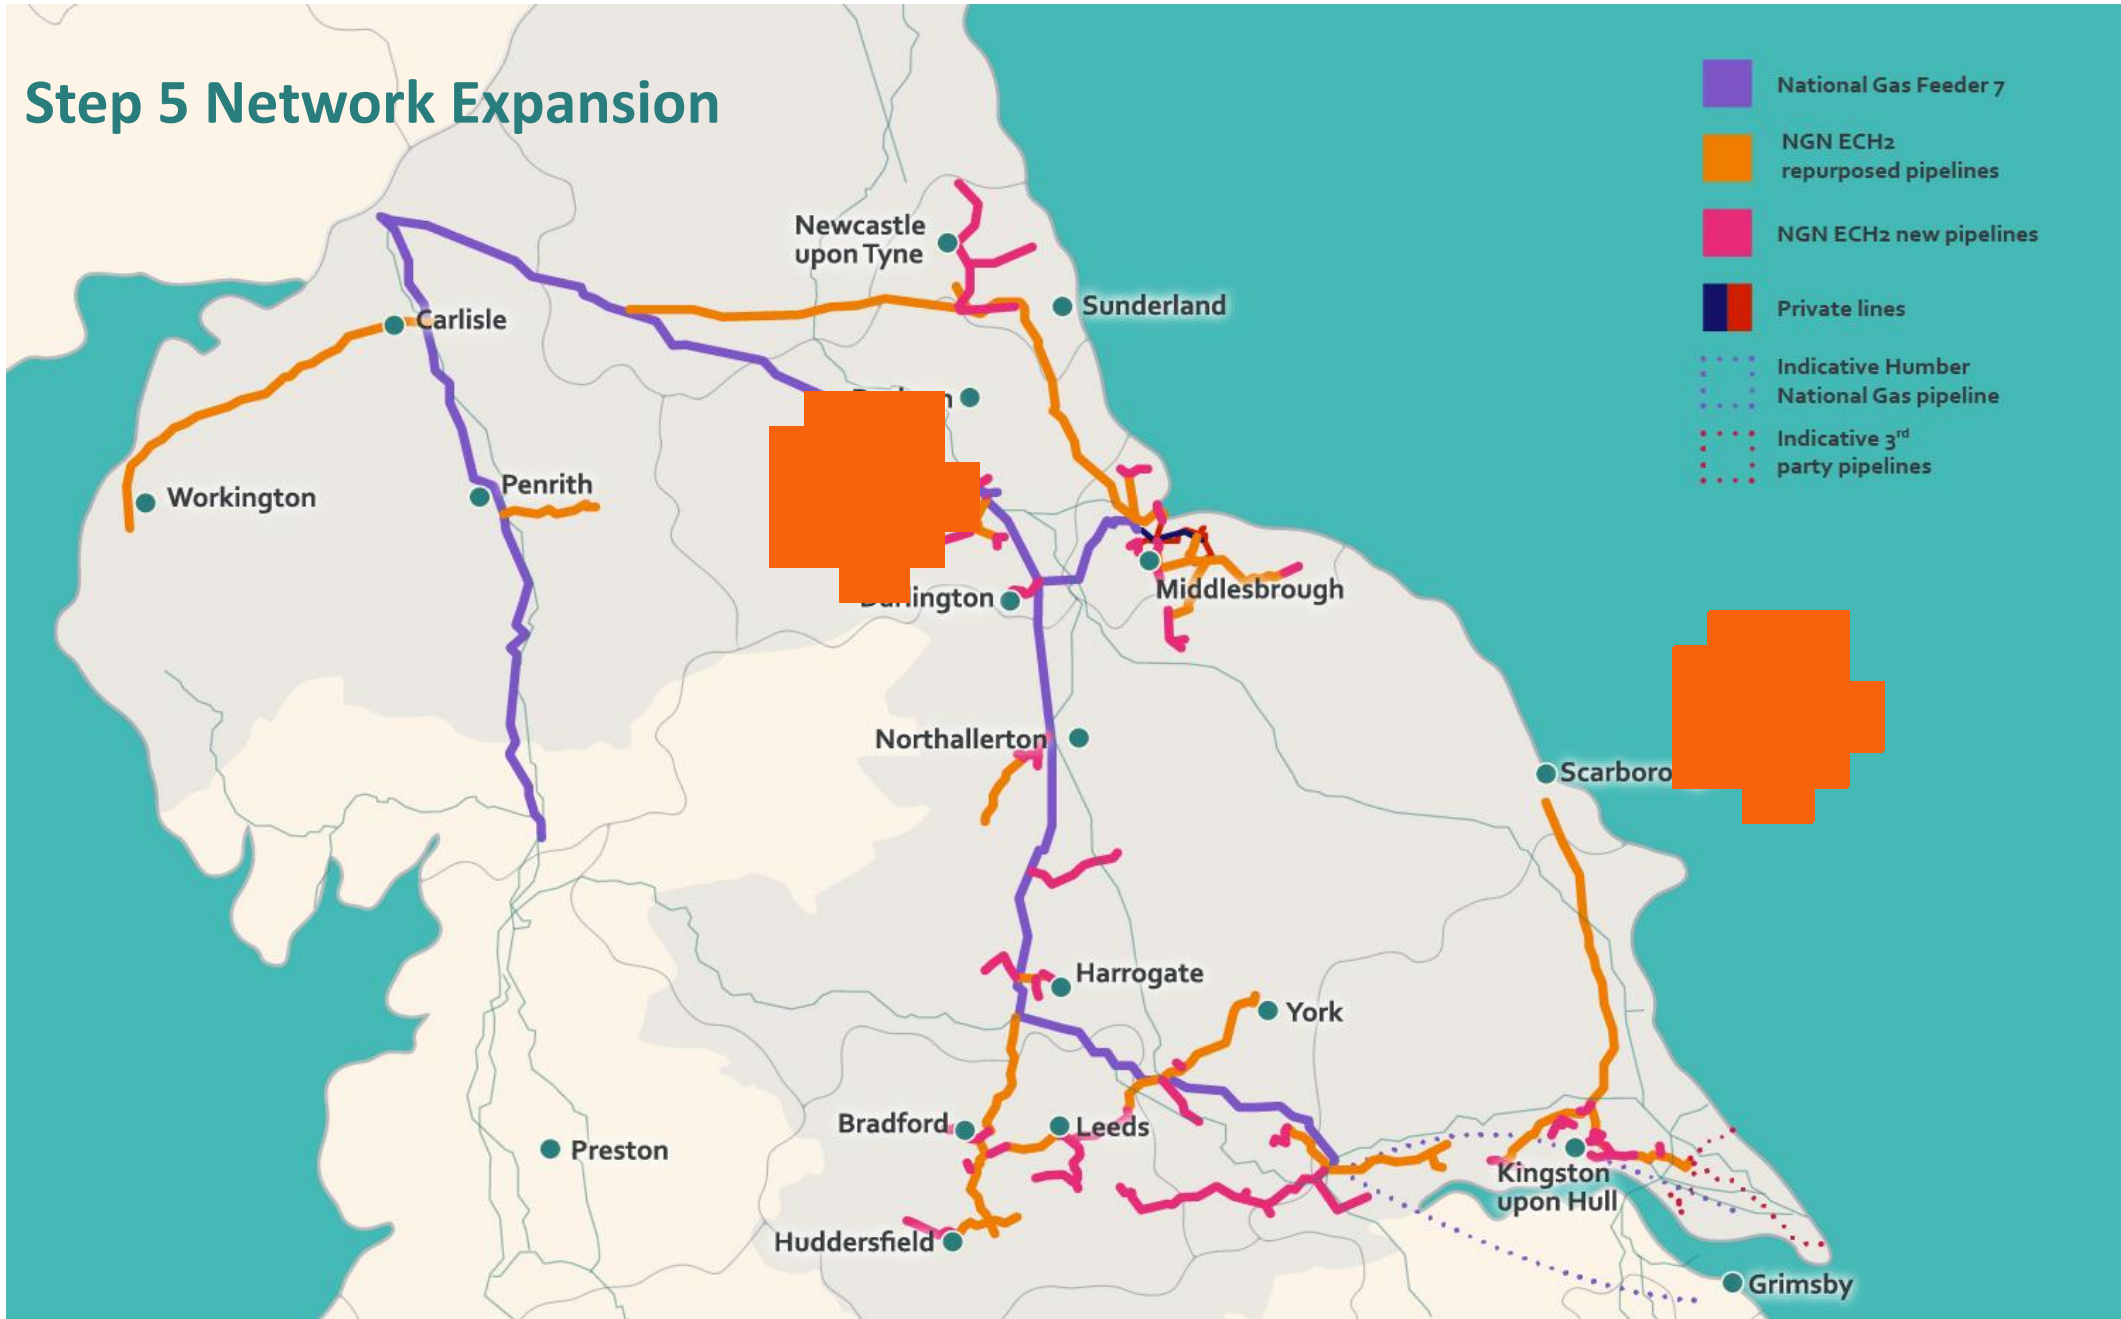 Step 5 Network Expansion
National Gas Feeder 7
NGN ECH2
repurposed pipelines
NGN ECH2 new pipelines
Private lines
Indicative Humber
National Gas pipeline
Indicative 3rd
party pipelines
Newcastle
upon Tyne
Sunderland
Carlisle
Workington
Penrith
Middlesbrough
Northallerton
Harrogate
York
Bradford
Leeds
Preston
Huddersfield
Kingston
upon Hull
Grimsby